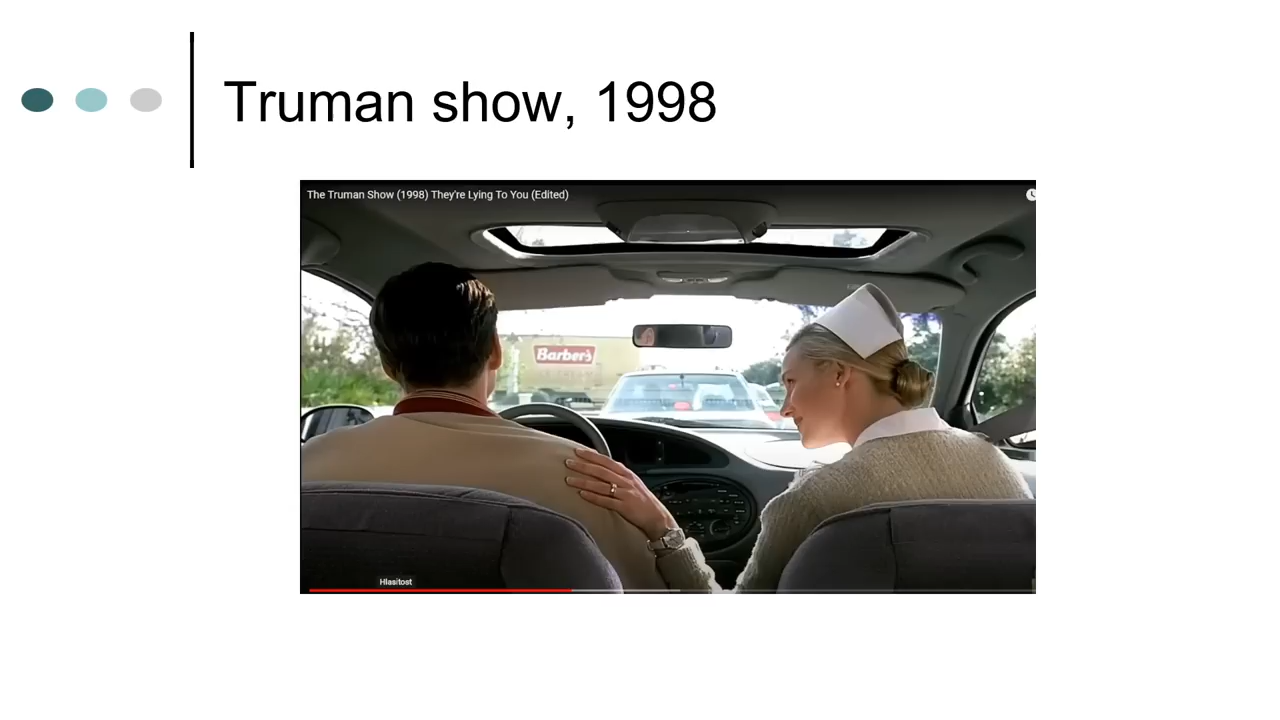 Truman show, 1998
The Truman Show (1998) They're Lying To You (Edited)
Barber's
Hlasitost